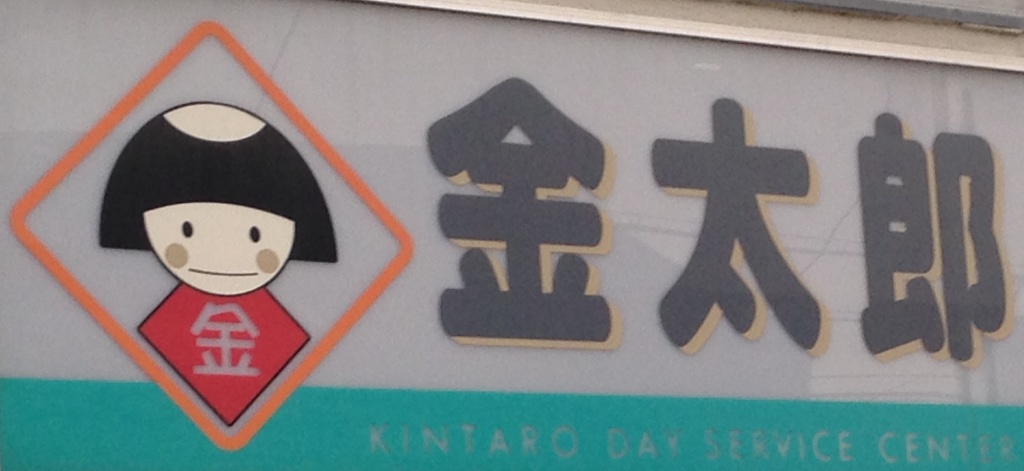 金太郎
金
KINTARO DAY SERVICE CENTER